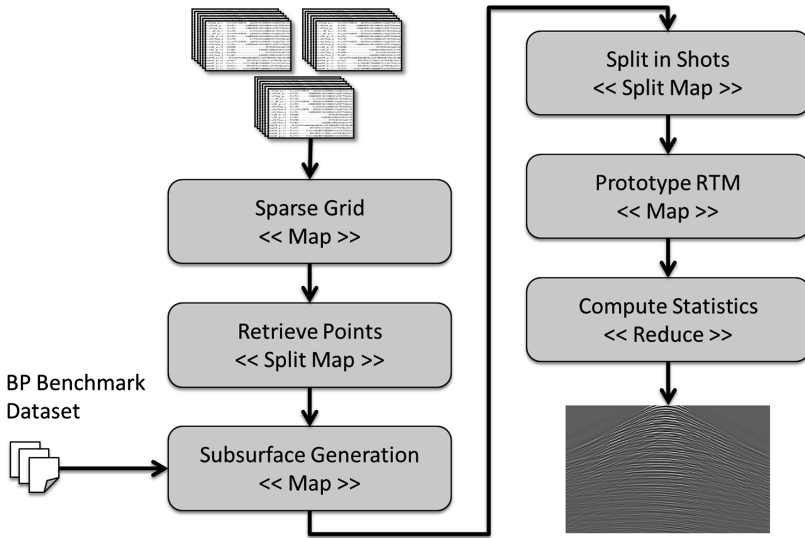 Sparse Grid
<< Map >>
Retrieve Points
<< Split Map >>
BP Benchmark
Dataset
Subsurface Generation
<< Map >>
Split in Shots
<< Split Map >>
Prototype RTM
<< Map >>
Compute Statistics
<< Reduce >>